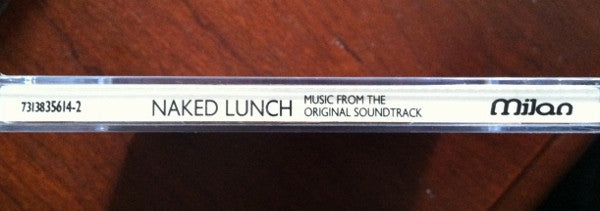 7313835614-2
NAKED LUNCH
MUSIC FROM THE
ORIGINAL SOUNDTRACK
milan